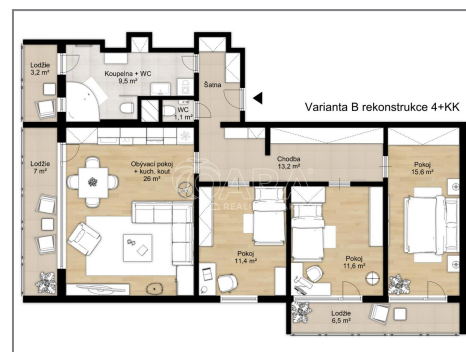 Lodžie
3,2 m²
Koupelna + WC
9,5 m²
Šatna
WC
1,1 m²
Varianta B rekonstrukce 4+KK
Lodžie
7 m²
Obývací pokoj
+ kuch. kout
26 m²
Chodba
13,2 m²
Pokoj
15,6 m²
Pokoj
11,4 m²
Pokoj
11,6 m²
Lodžie
6,5 m²